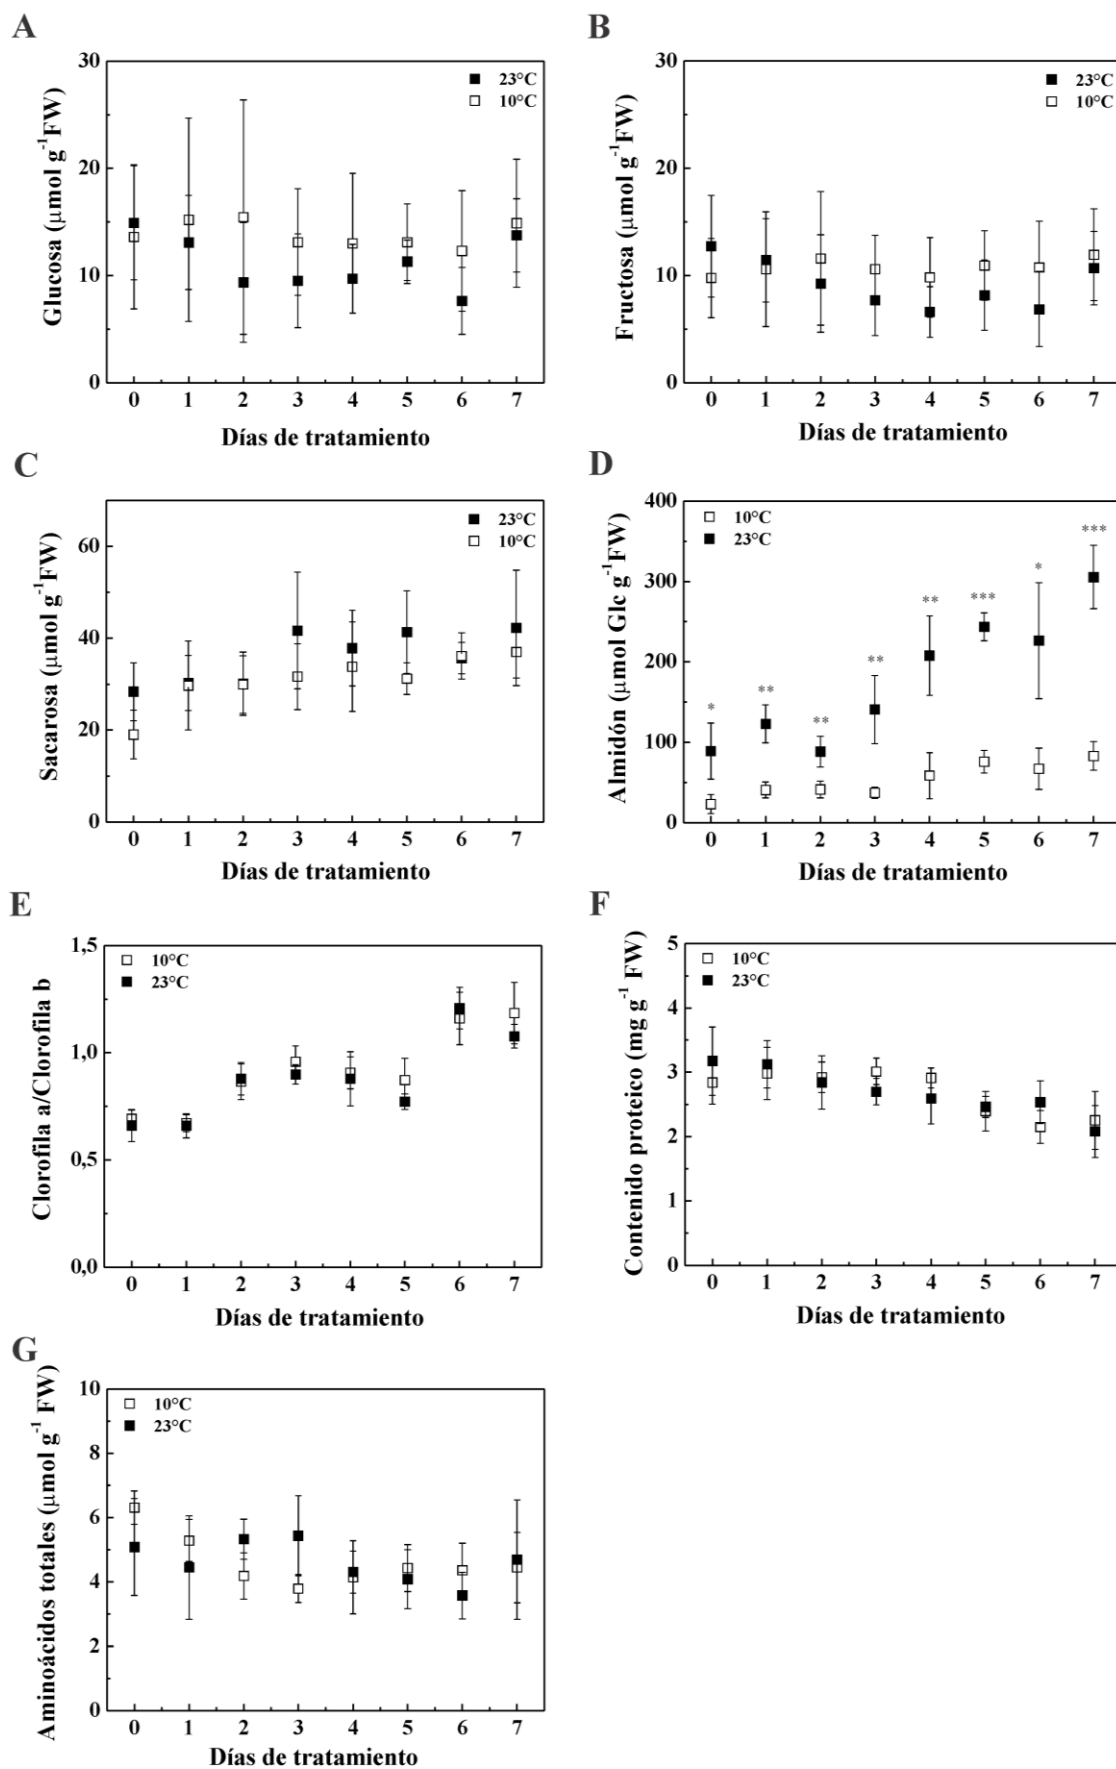 A
Glucosa (μmol g⁻¹FW)
30
20
10
0
23°C
10°C
0 1 2 3 4 5 6 7
Días de tratamiento
B
Fructosa (μmol g⁻¹FW)
30
20
10
0
23°C
10°C
0 1 2 3 4 5 6 7
Días de tratamiento
C
Sacarosa (μmol g⁻¹FW)
60
40
20
0
23°C
10°C
0 1 2 3 4 5 6 7
Días de tratamiento
D
Almidón (μmol Glc g⁻¹FW)
400
300
200
100
0
10°C
23°C
* ** ** ** ** *** * ***
0 1 2 3 4 5 6 7
Días de tratamiento
E
Clorofila a/Clorofila b
1,5
1,0
0,5
0,0
10°C
23°C
0 1 2 3 4 5 6 7
Días de tratamiento
F
Contenido proteico (mg g⁻¹ FW)
5
4
3
2
1
0
10°C
23°C
0 1 2 3 4 5 6 7
Días de tratamiento
G
Aminoácidos totales (μmol g⁻¹ FW)
10
8
6
4
2
0
10°C
23°C
0 1 2 3 4 5 6 7
Días de tratamiento